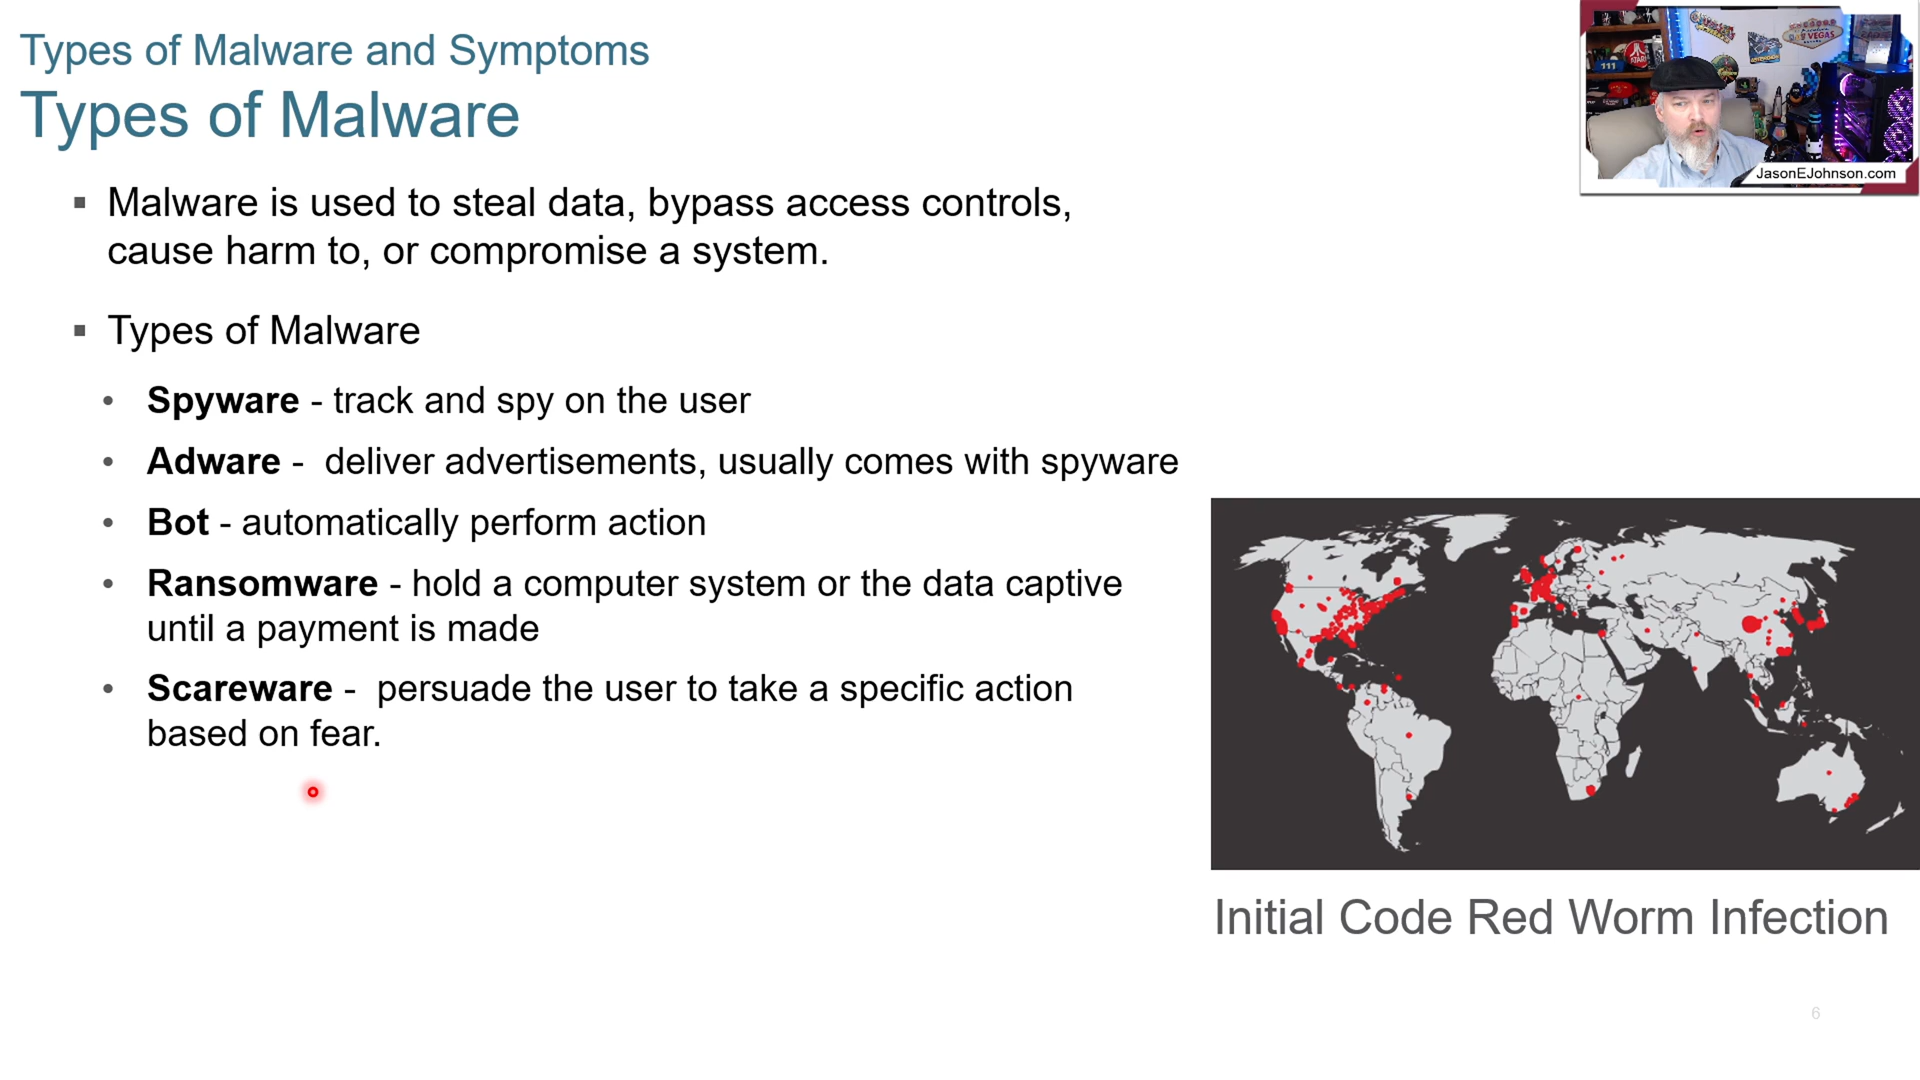 Types of Malware and Symptoms
Types of Malware
JasonEJohnson.com
▪ Malware is used to steal data, bypass access controls,
cause harm to, or compromise a system.
▪ Types of Malware
• Spyware - track and spy on the user
• Adware - deliver advertisements, usually comes with spyware
• Bot - automatically perform action
• Ransomware - hold a computer system or the data captive
until a payment is made
• Scareware - persuade the user to take a specific action
based on fear.
Initial Code Red Worm Infection
6
ATARI
111
VEGAS